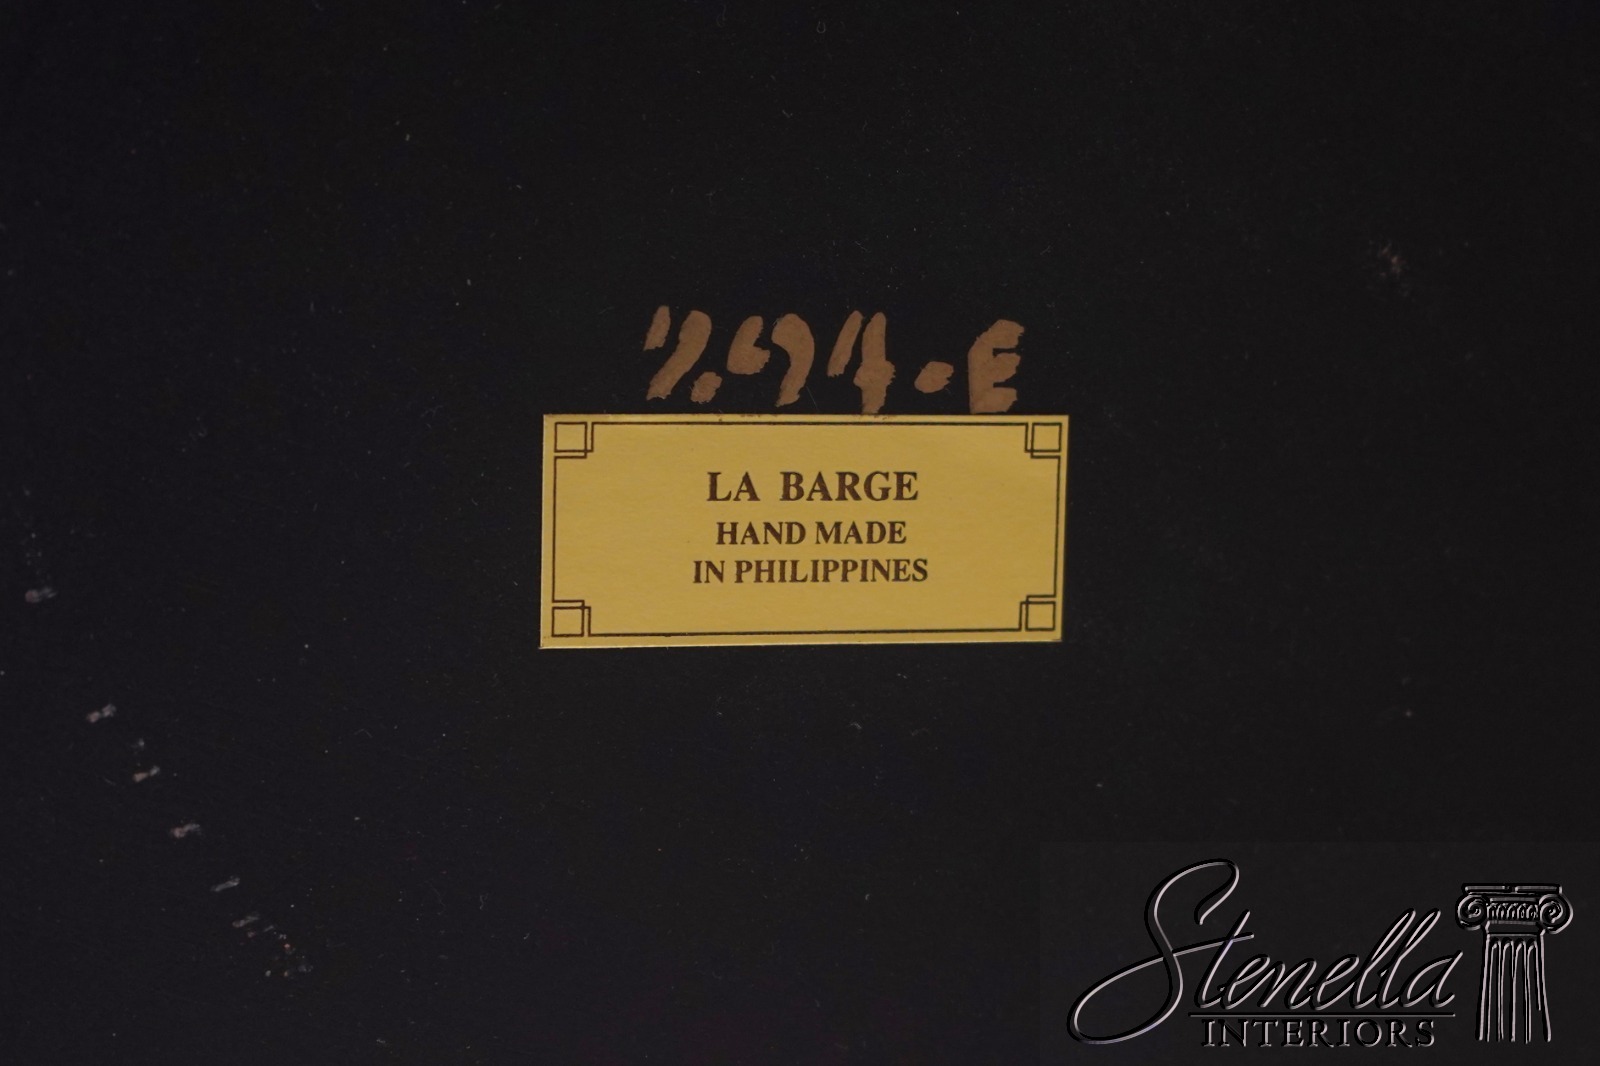 LA BARGE
HAND MADE
IN PHILIPPINES
Stenella
INTERIORS